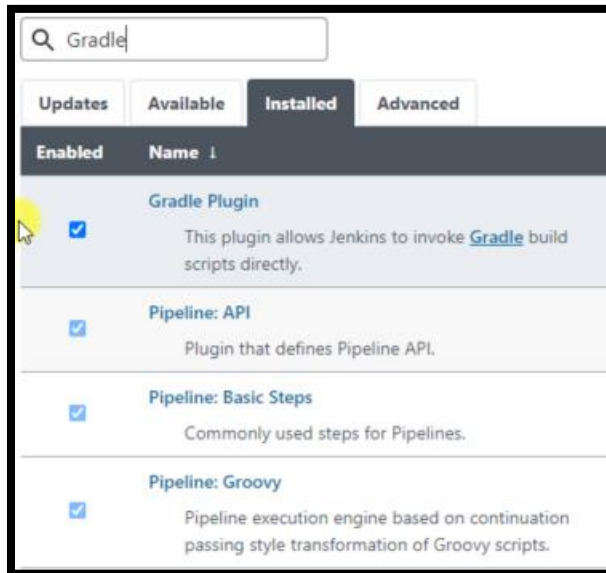 Gradle
Updates Available Installed Advanced
Enabled Name ↓
Gradle Plugin
This plugin allows Jenkins to invoke Gradle build
scripts directly.
Pipeline: API
Plugin that defines Pipeline API.
Pipeline: Basic Steps
Commonly used steps for Pipelines.
Pipeline: Groovy
Pipeline execution engine based on continuation
passing style transformation of Groovy scripts.